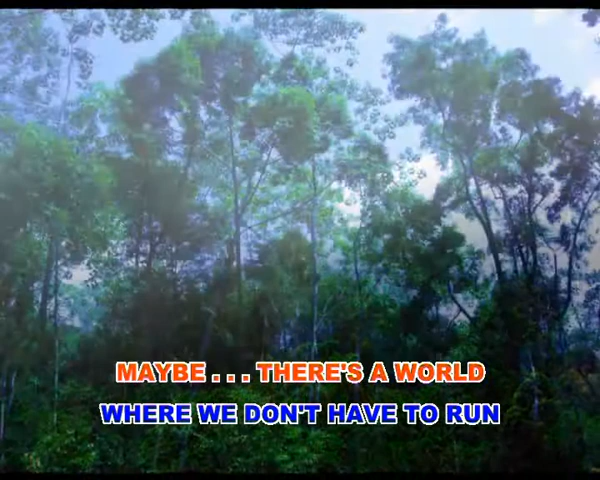 MAYBE . . . THERE'S A WORLD
WHERE WE DON'T HAVE TO RUN